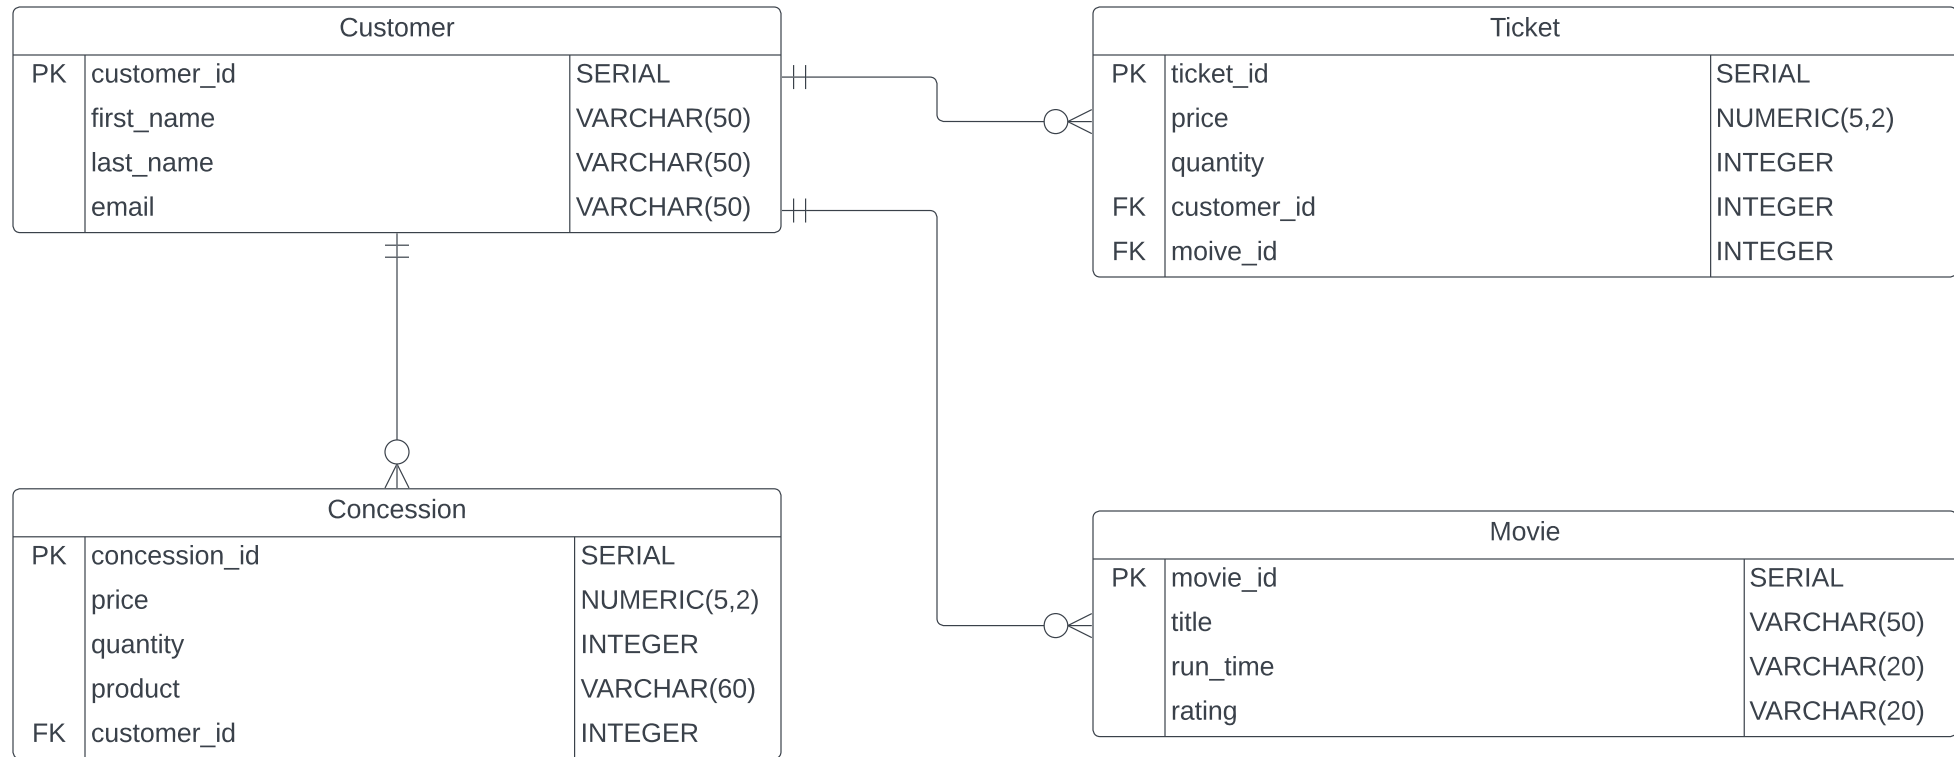 Customer
PK customer_id SERIAL
first_name VARCHAR(50)
last_name VARCHAR(50)
email VARCHAR(50)
Ticket
PK ticket_id SERIAL
price NUMERIC(5,2)
quantity INTEGER
FK customer_id INTEGER
FK moive_id INTEGER
Concession
PK concession_id SERIAL
price NUMERIC(5,2)
quantity INTEGER
product VARCHAR(60)
FK customer_id INTEGER
Movie
PK movie_id SERIAL
title VARCHAR(50)
run_time VARCHAR(20)
rating VARCHAR(20)